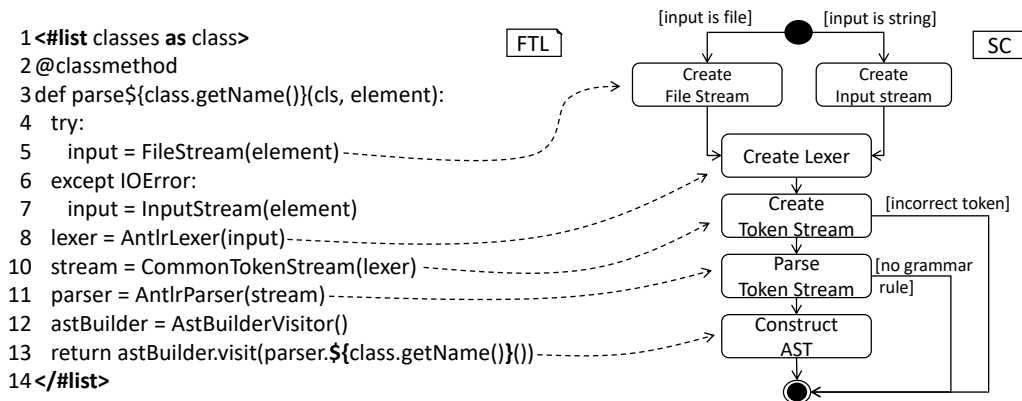 1 <#list classes as class>
2 @classmethod
3 def parse${class.getName()}(cls, element):
4 try:
5 input = FileStream(element)
6 except IOError:
7 input = InputStream(element)
8 lexer = AntlrLexer(input)
10 stream = CommonTokenStream(lexer)
11 parser = AntlrParser(stream)
12 astBuilder = AstBuilderVisitor()
13 return astBuilder.visit(parser.${class.getName()}())
14 </#list>
FTL
[input is file]
[input is string]
SC
Create
File Stream
Create
Input stream
Create Lexer
Create
Token Stream
[incorrect token]
Parse
Token Stream
[no grammar
rule]
Construct
AST